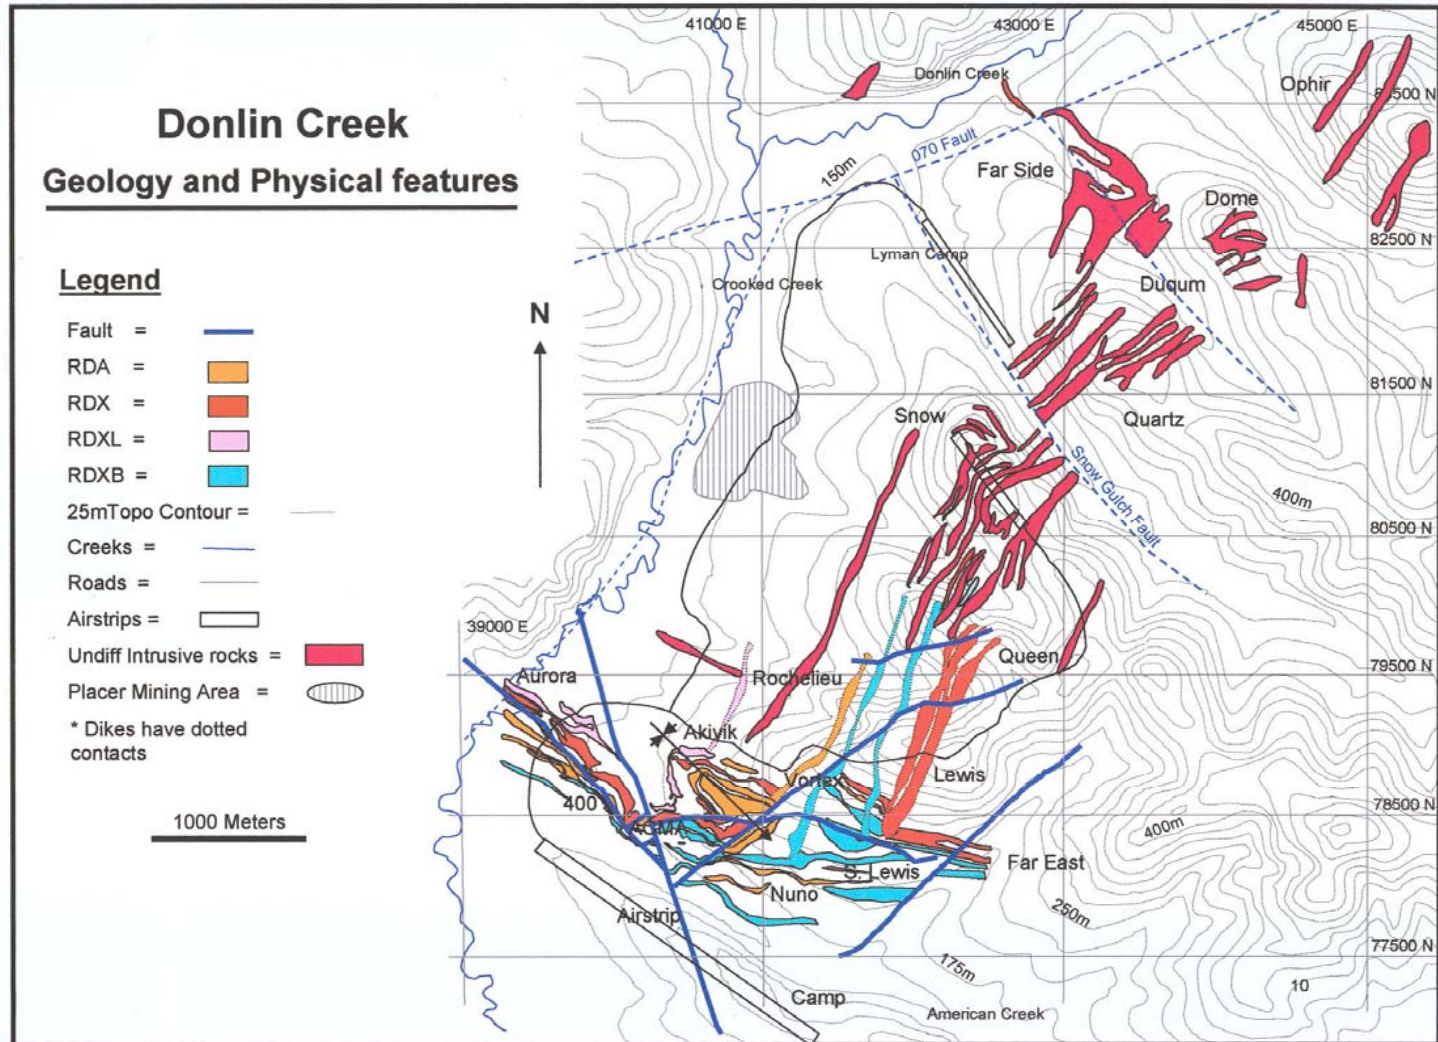 41000 E
43000 E
45000 E
Donlin Creek
Geology and Physical features
Donlin Creek
Ophir
83500 N
070 Fault
150m
Far Side
Dome
82500 N
Lyman Camp
Crooked Creek
Duqum
Legend
N
Fault =
RDA =
RDX =
RDXL =
RDXB =
25mTopo Contour =
Creeks =
Roads =
Airstrips =
Undiff Intrusive rocks =
Placer Mining Area =
* Dikes have dotted
contacts
1000 Meters
81500 N
Snow
Quartz
Snow Gulch Fault
400m
80500 N
39000 E
Queen
79500 N
Aurora
Rochelieu
Akivik
Vortex
Lewis
400
78500 N
400m
ACMA
Far East
S. Lewis
Nuno
Airstrip
250m
77500 N
175m
Camp
10
American Creek